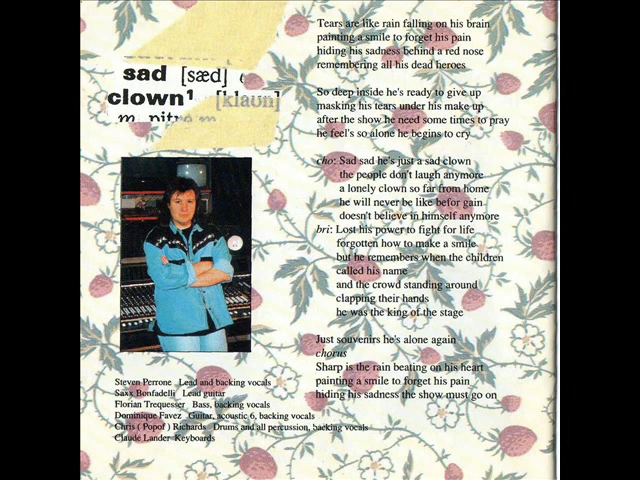 sad [sæd]
clown¹ [klaʊn]
m pitre m
Tears are like rain falling on his brain
painting a smile to forget his pain
hiding his sadness behind a red nose
remembering all his dead heroes
So deep inside he's ready to give up
masking his tears under his make up
after the show he need some times to pray
he feel's so alone he begins to cry
cho: Sad sad he's just a sad clown
the people don't laugh anymore
a lonely clown so far from home
he will never be like befor gain
doesn't believe in himself anymore
bri: Lost his power to fight for life
forgotten how to make a smile
but he remembers when the children
called his name
and the crowd standing around
clapping their hands
he was the king of the stage
Just souvenirs he's alone again
chorus
Sharp is the rain beating on his heart
painting a smile to forget his pain
hiding his sadness the show must go on
Steven Perrone Lead and backing vocals
Saxx Bonfadelli Lead guitar
Florian Trequesser Bass, backing vocals
Dominique Favez Guitar, acoustic 6, backing vocals
Chris ( Popof ) Richards Drums and all percussion, backing vocals
Claude Lander Keyboards